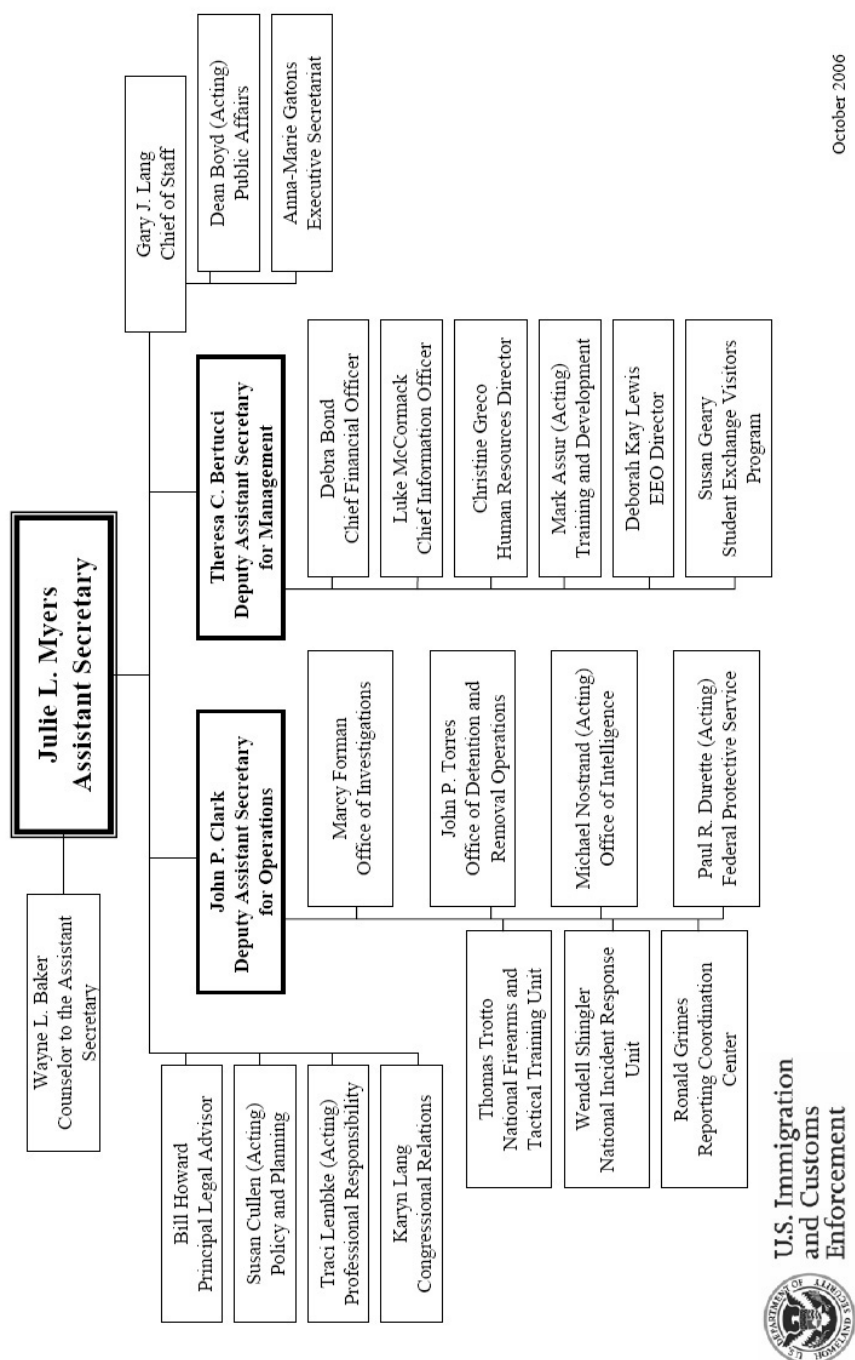 Julie L. Myers
Assistant Secretary
Wayne L. Baker
Counselor to the Assistant
Secretary
Gary J. Lang
Chief of Staff
Dean Boyd (Acting)
Public Affairs
Anna-Marie Gatons
Executive Secretariat
Bill Howard
Principal Legal Advisor
Susan Cullen (Acting)
Policy and Planning
Traci Lembke (Acting)
Professional Responsibility
Karyn Lang
Congressional Relations
John P. Clark
Deputy Assistant Secretary
for Operations
Marcy Forman
Office of Investigations
John P. Torres
Office of Detention and
Removal Operations
Michael Nostrand (Acting)
Office of Intelligence
Paul R. Durette (Acting)
Federal Protective Service
Thomas Trotto
National Firearms and
Tactical Training Unit
Wendell Shingler
National Incident Response
Unit
Ronald Grimes
Reporting Coordination
Center
Theresa C. Bertucci
Deputy Assistant Secretary
for Management
Debra Bond
Chief Financial Officer
Luke McCormack
Chief Information Officer
Christine Greco
Human Resources Director
Mark Assur (Acting)
Training and Development
Deborah Kay Lewis
EEO Director
Susan Geary
Student Exchange Visitors
Program
U.S. DEPARTMENT OF
HOMELAND SECURITY
U.S. Immigration
and Customs
Enforcement
October 2006